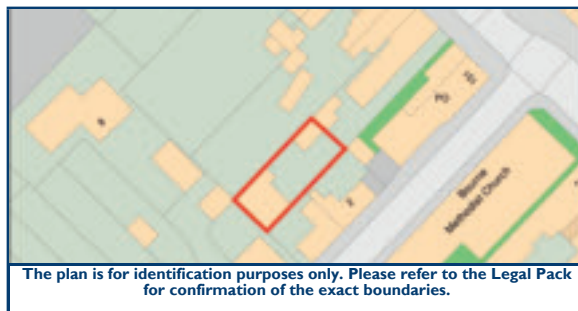 Bourne
Methodist Church
The plan is for identification purposes only. Please refer to the Legal Pack
for confirmation of the exact boundaries.